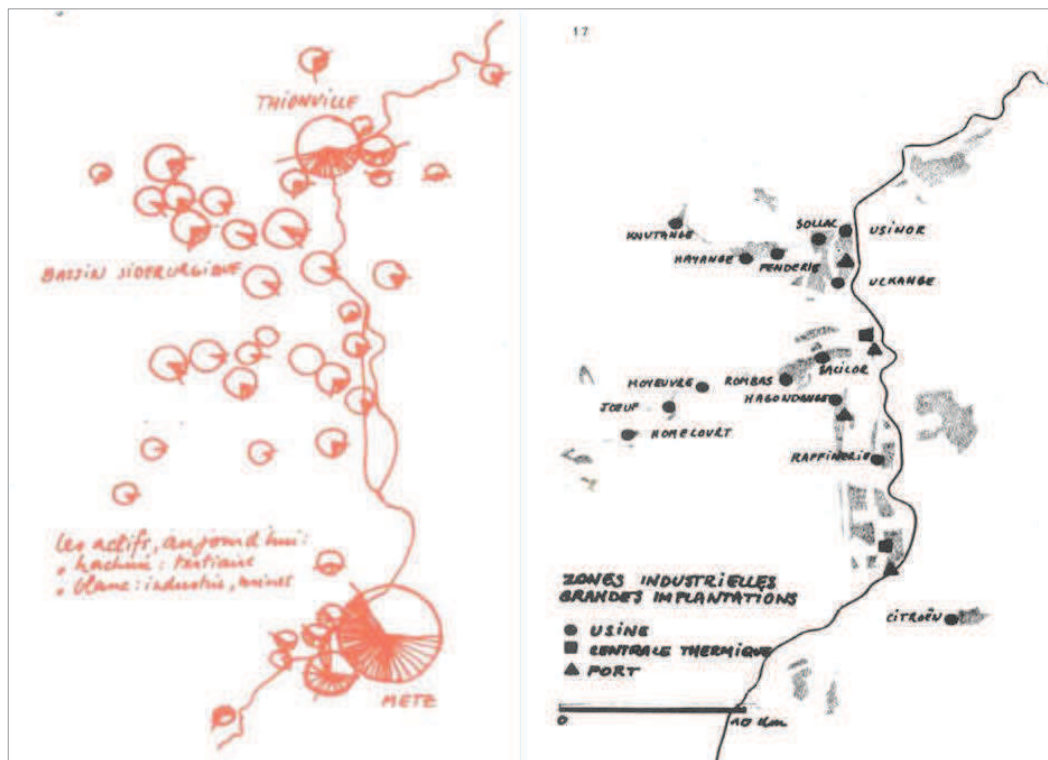 THIONVILLE
BASSIN SIDERURGIQUE
les actifs, aujourd'hui:
• hachuré: tertiaire
• blanc: industrie, mines
METZ
17
KNUTANGE
HAYANGE
FENDERIE
SOLLAC
USINOR
UCKANGE
SACILOR
ROMBAS
MOYEUVRE
HAGONDANGE
JŒUF
HOMECOURT
RAFFINERIE
ZONES INDUSTRIELLES
GRANDES IMPLANTATIONS
USINE
CENTRALE THERMIQUE
PORT
CITROËN
0 10 Km